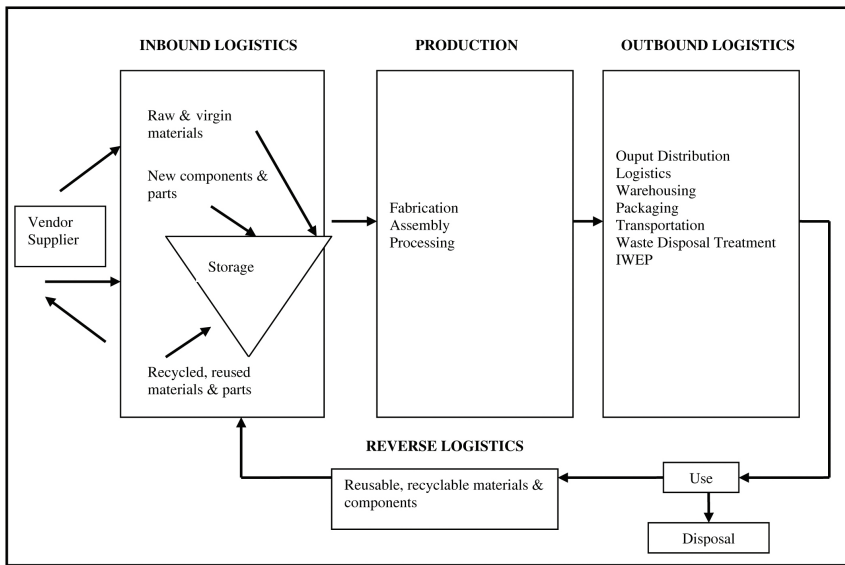 INBOUND LOGISTICS
PRODUCTION
OUTBOUND LOGISTICS
Vendor
Supplier
Raw & virgin
materials
New components &
parts
Storage
Recycled, reused
materials & parts
Fabrication
Assembly
Processing
Ouput Distribution
Logistics
Warehousing
Packaging
Transportation
Waste Disposal Treatment
IWEP
REVERSE LOGISTICS
Reusable, recyclable materials &
components
Use
Disposal